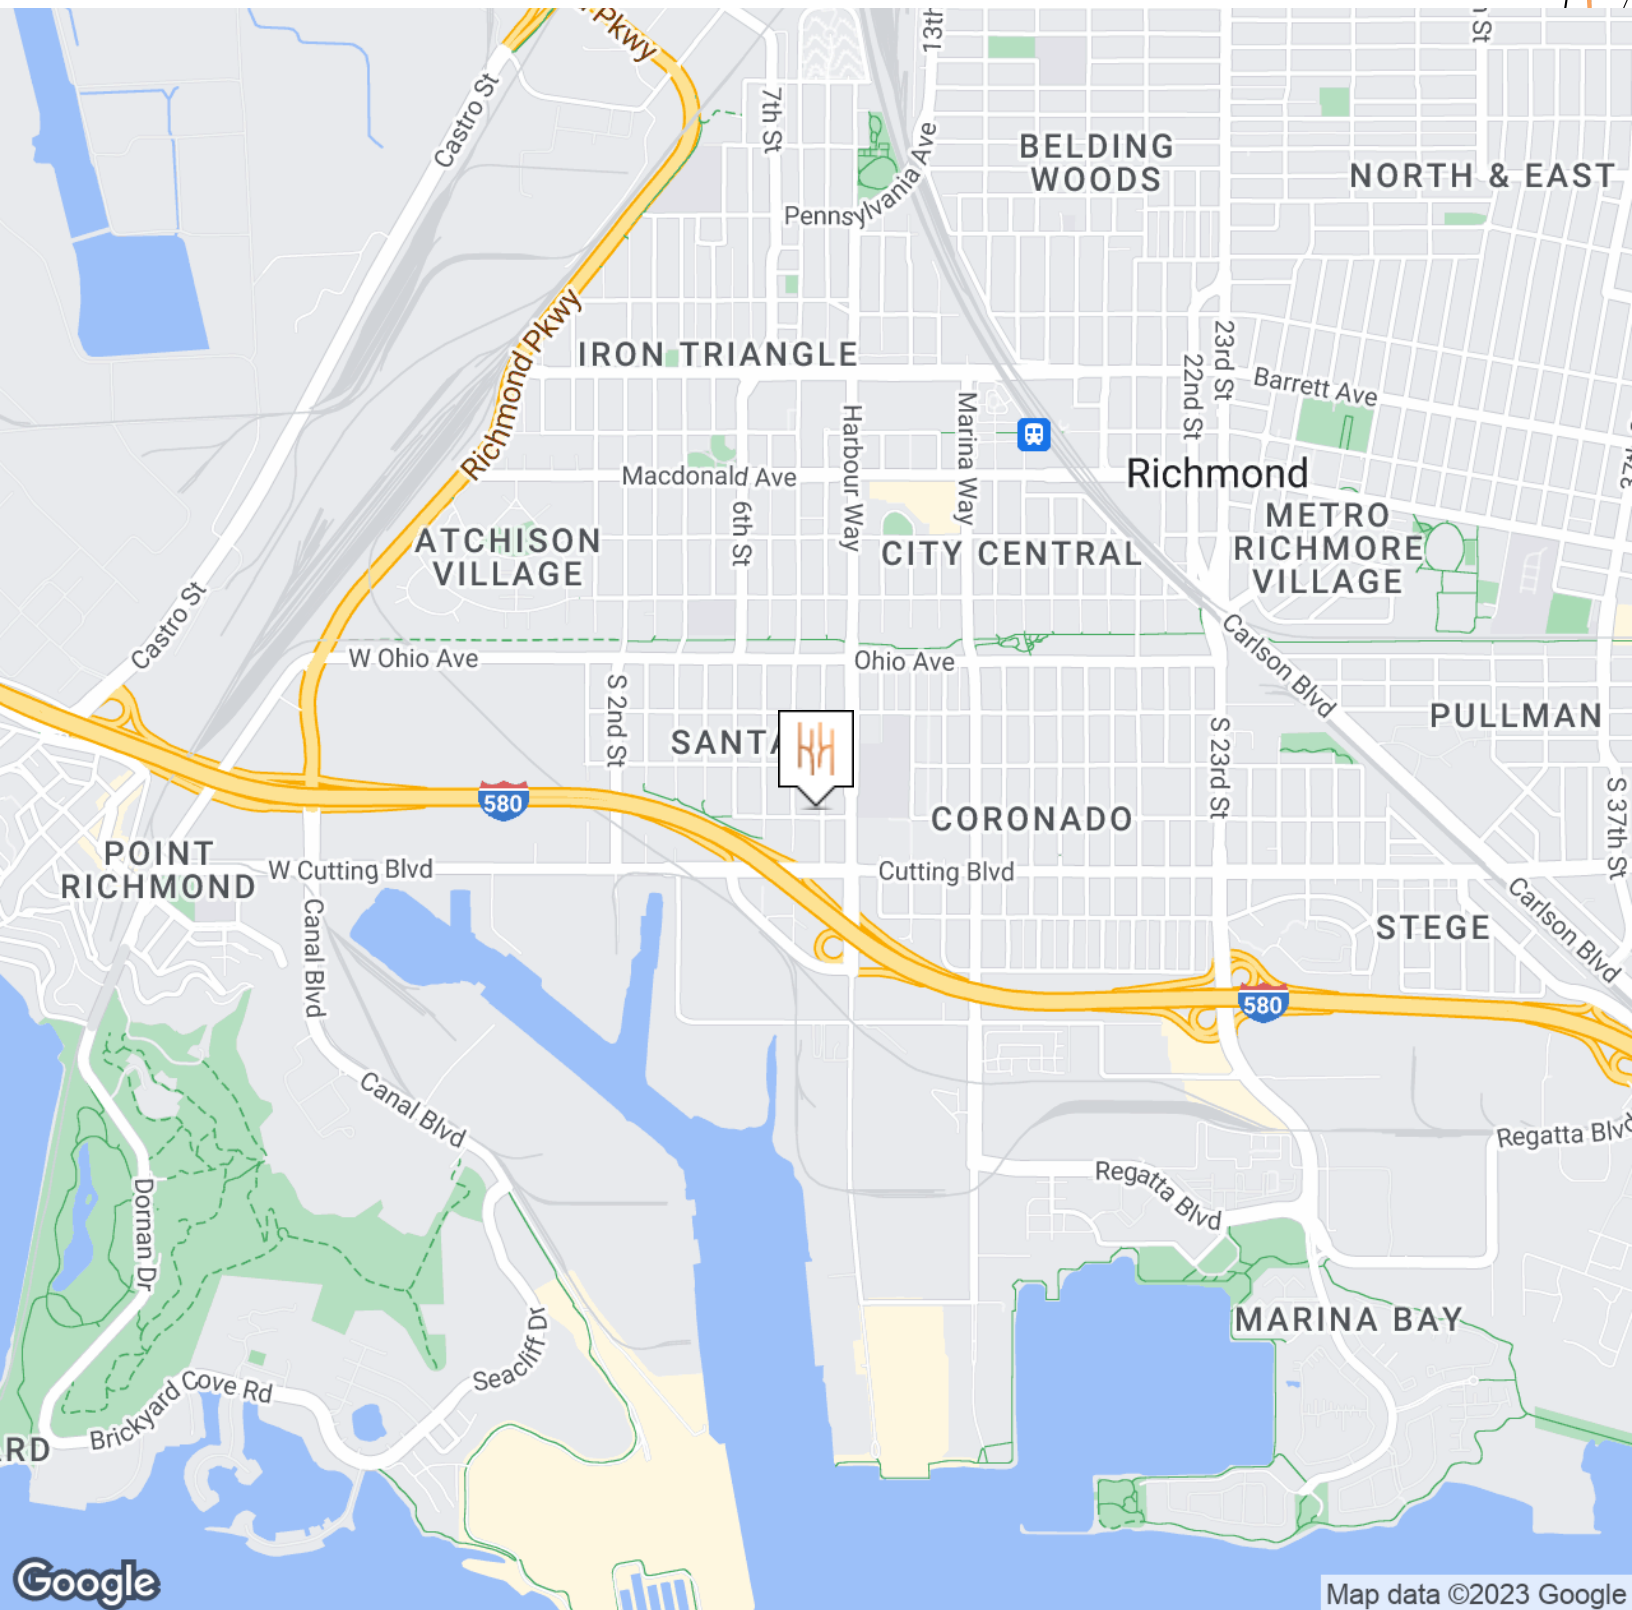 Pkwy
13th
St
Castro St
7th St
BELDING
WOODS
NORTH & EAST
Pennsylvania Ave
Richmond Pkwy
IRON TRIANGLE
23rd St
22nd St
Barrett Ave
Harbour Way
Marina Way
Macdonald Ave
Richmond
6th St
METRO
RICHMORE
VILLAGE
ATCHISON
VILLAGE
CITY CENTRAL
Castro St
W Ohio Ave
Ohio Ave
Carlson Blvd
S 2nd St
SANTA
S 23rd St
PULLMAN
580
CORONADO
S 37th St
POINT
RICHMOND
W Cutting Blvd
Cutting Blvd
Canal Blvd
STEGE
Carlson Blvd
580
Canal Blvd
Regatta Blvd
Regatta Blvd
Dornan Dr
MARINA BAY
Seacliff Dr
Brickyard Cove Rd
RD
Google
Map data ©2023 Google